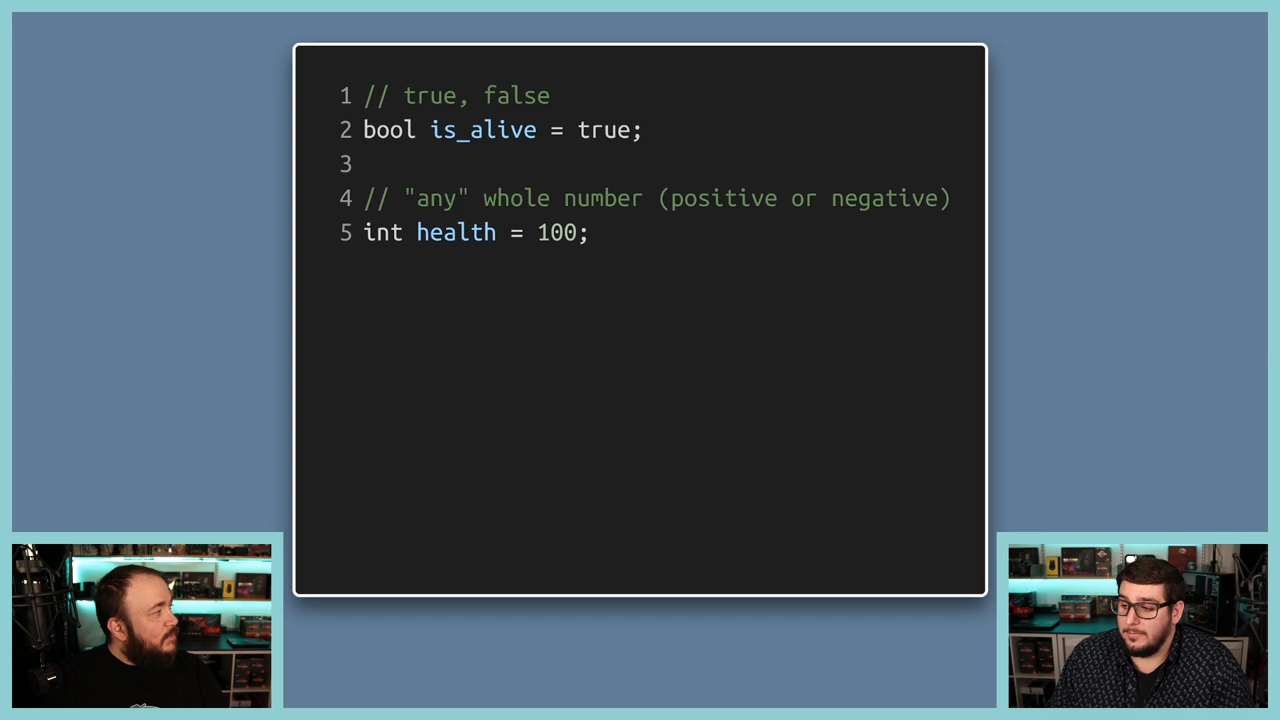 1 // true, false
2 bool is_alive = true;
3
4 // "any" whole number (positive or negative)
5 int health = 100;